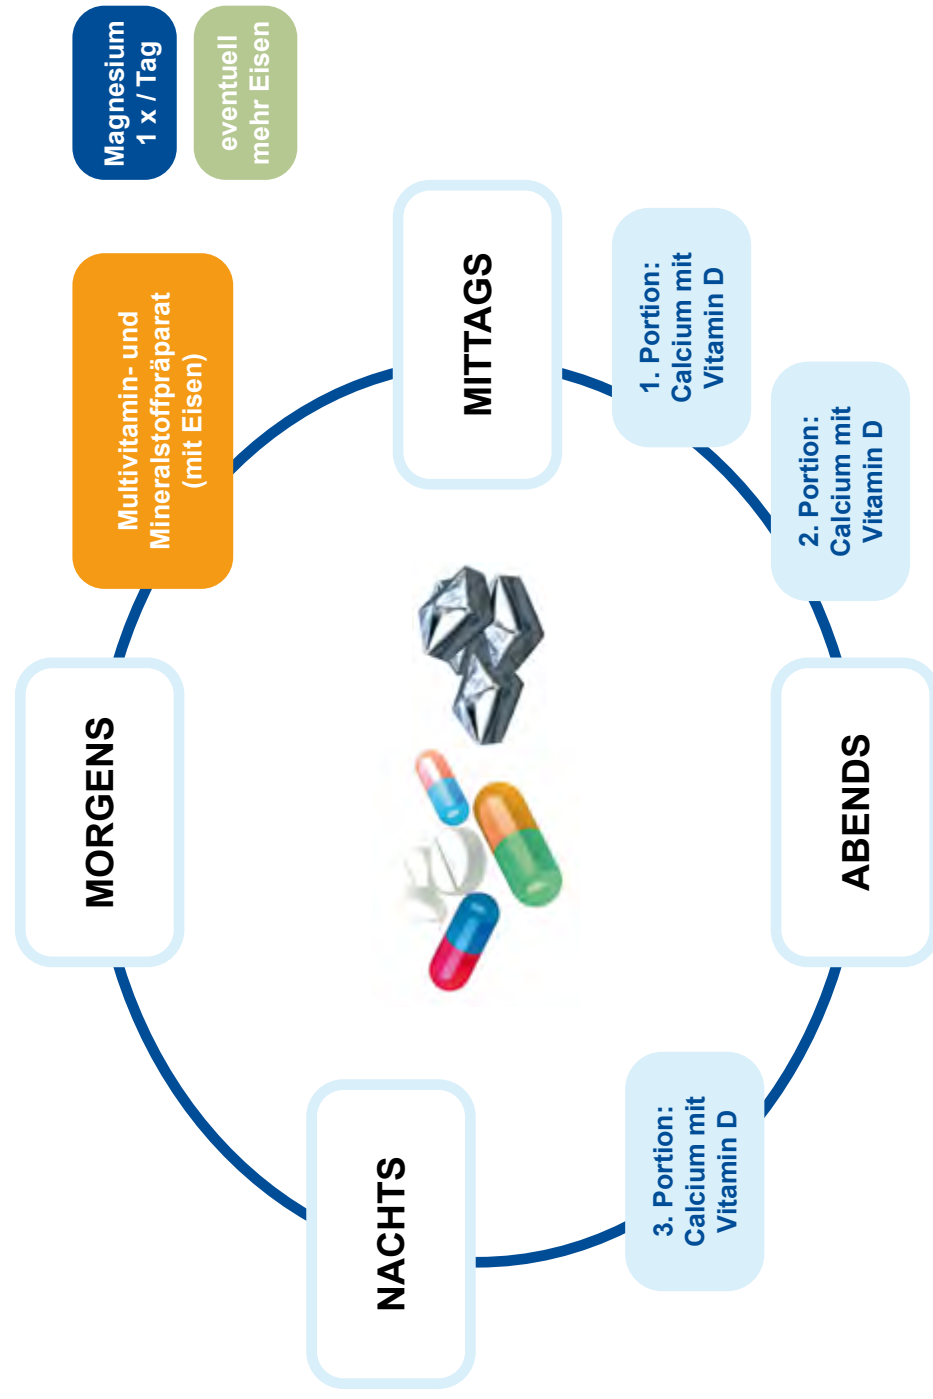 MORGENS
Multivitamin- und
Mineralstoffpräparat
(mit Eisen)
Magnesium
1 x / Tag
eventuell
mehr Eisen
MITTAGS
1. Portion:
Calcium mit
Vitamin D
2. Portion:
Calcium mit
Vitamin D
ABENDS
3. Portion:
Calcium mit
Vitamin D
NACHTS